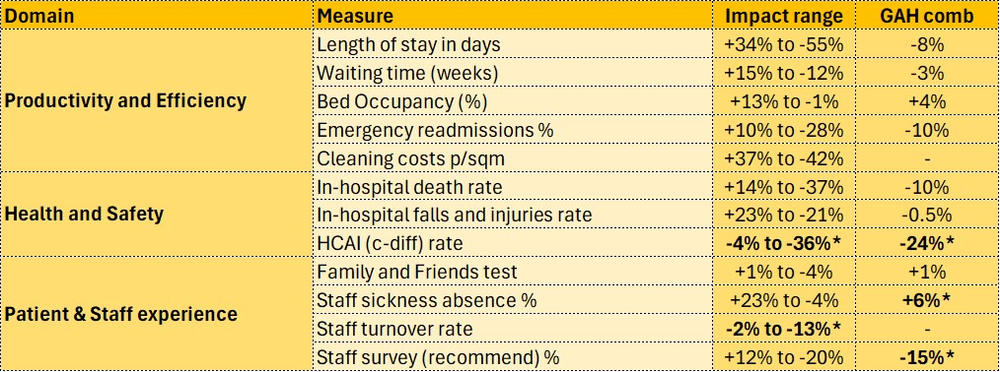 Domain Measure Impact range GAH comb
Productivity and Efficiency
Length of stay in days +34% to -55% -8%
Waiting time (weeks) +15% to -12% -3%
Bed Occupancy (%) +13% to -1% +4%
Emergency readmissions % +10% to -28% -10%
Cleaning costs p/sqm +37% to -42% -
Health and Safety
In-hospital death rate +14% to -37% -10%
In-hospital falls and injuries rate +23% to -21% -0.5%
HCAI (c-diff) rate -4% to -36%* -24%*
Patient & Staff experience
Family and Friends test +1% to -4% +1%
Staff sickness absence % +23% to -4% +6%*
Staff turnover rate -2% to -13%* -
Staff survey (recommend) % +12% to -20% -15%*